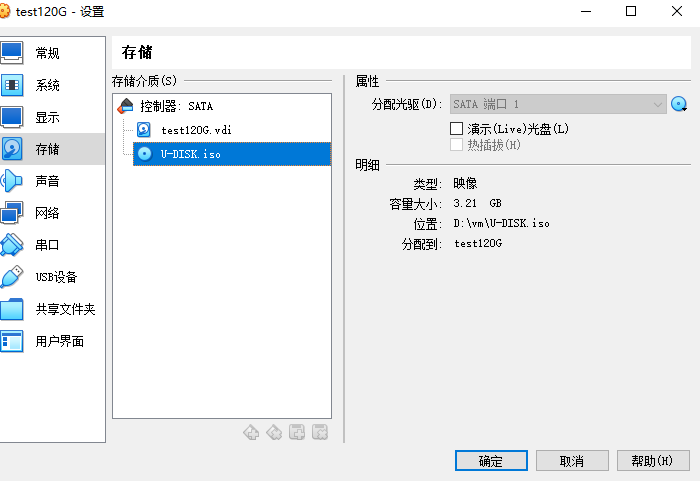 test120G - 设置
常规
系统
显示
存储
声音
网络
串口
USB设备
共享文件夹
用户界面
存储
存储介质(S)
控制器: SATA
test120G.vdi
U-DISK.iso
属性
分配光驱(D): SATA 端口 1
演示(Live)光盘(L)
热插拔(H)
明细
类型: 映像
容量大小: 3.21 GB
位置: D:\vm\U-DISK.iso
分配到: test120G
确定
取消
帮助(H)